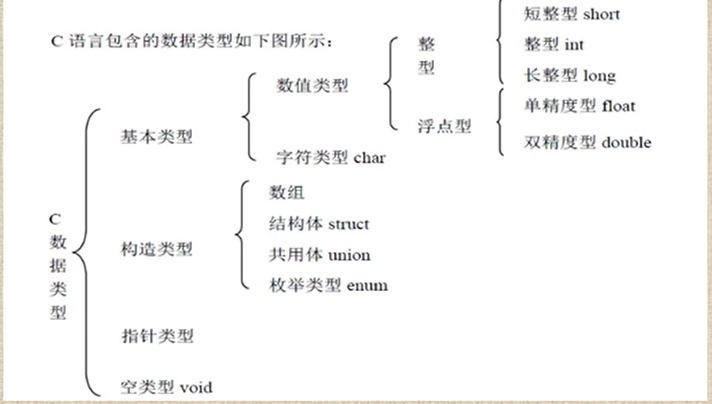 C 语言包含的数据类型如下图所示：
C数据类型
基本类型
数值类型
整型
短整型 short
整型 int
长整型 long
浮点型
单精度型 float
双精度型 double
字符类型 char
构造类型
数组
结构体 struct
共用体 union
枚举类型 enum
指针类型
空类型 void